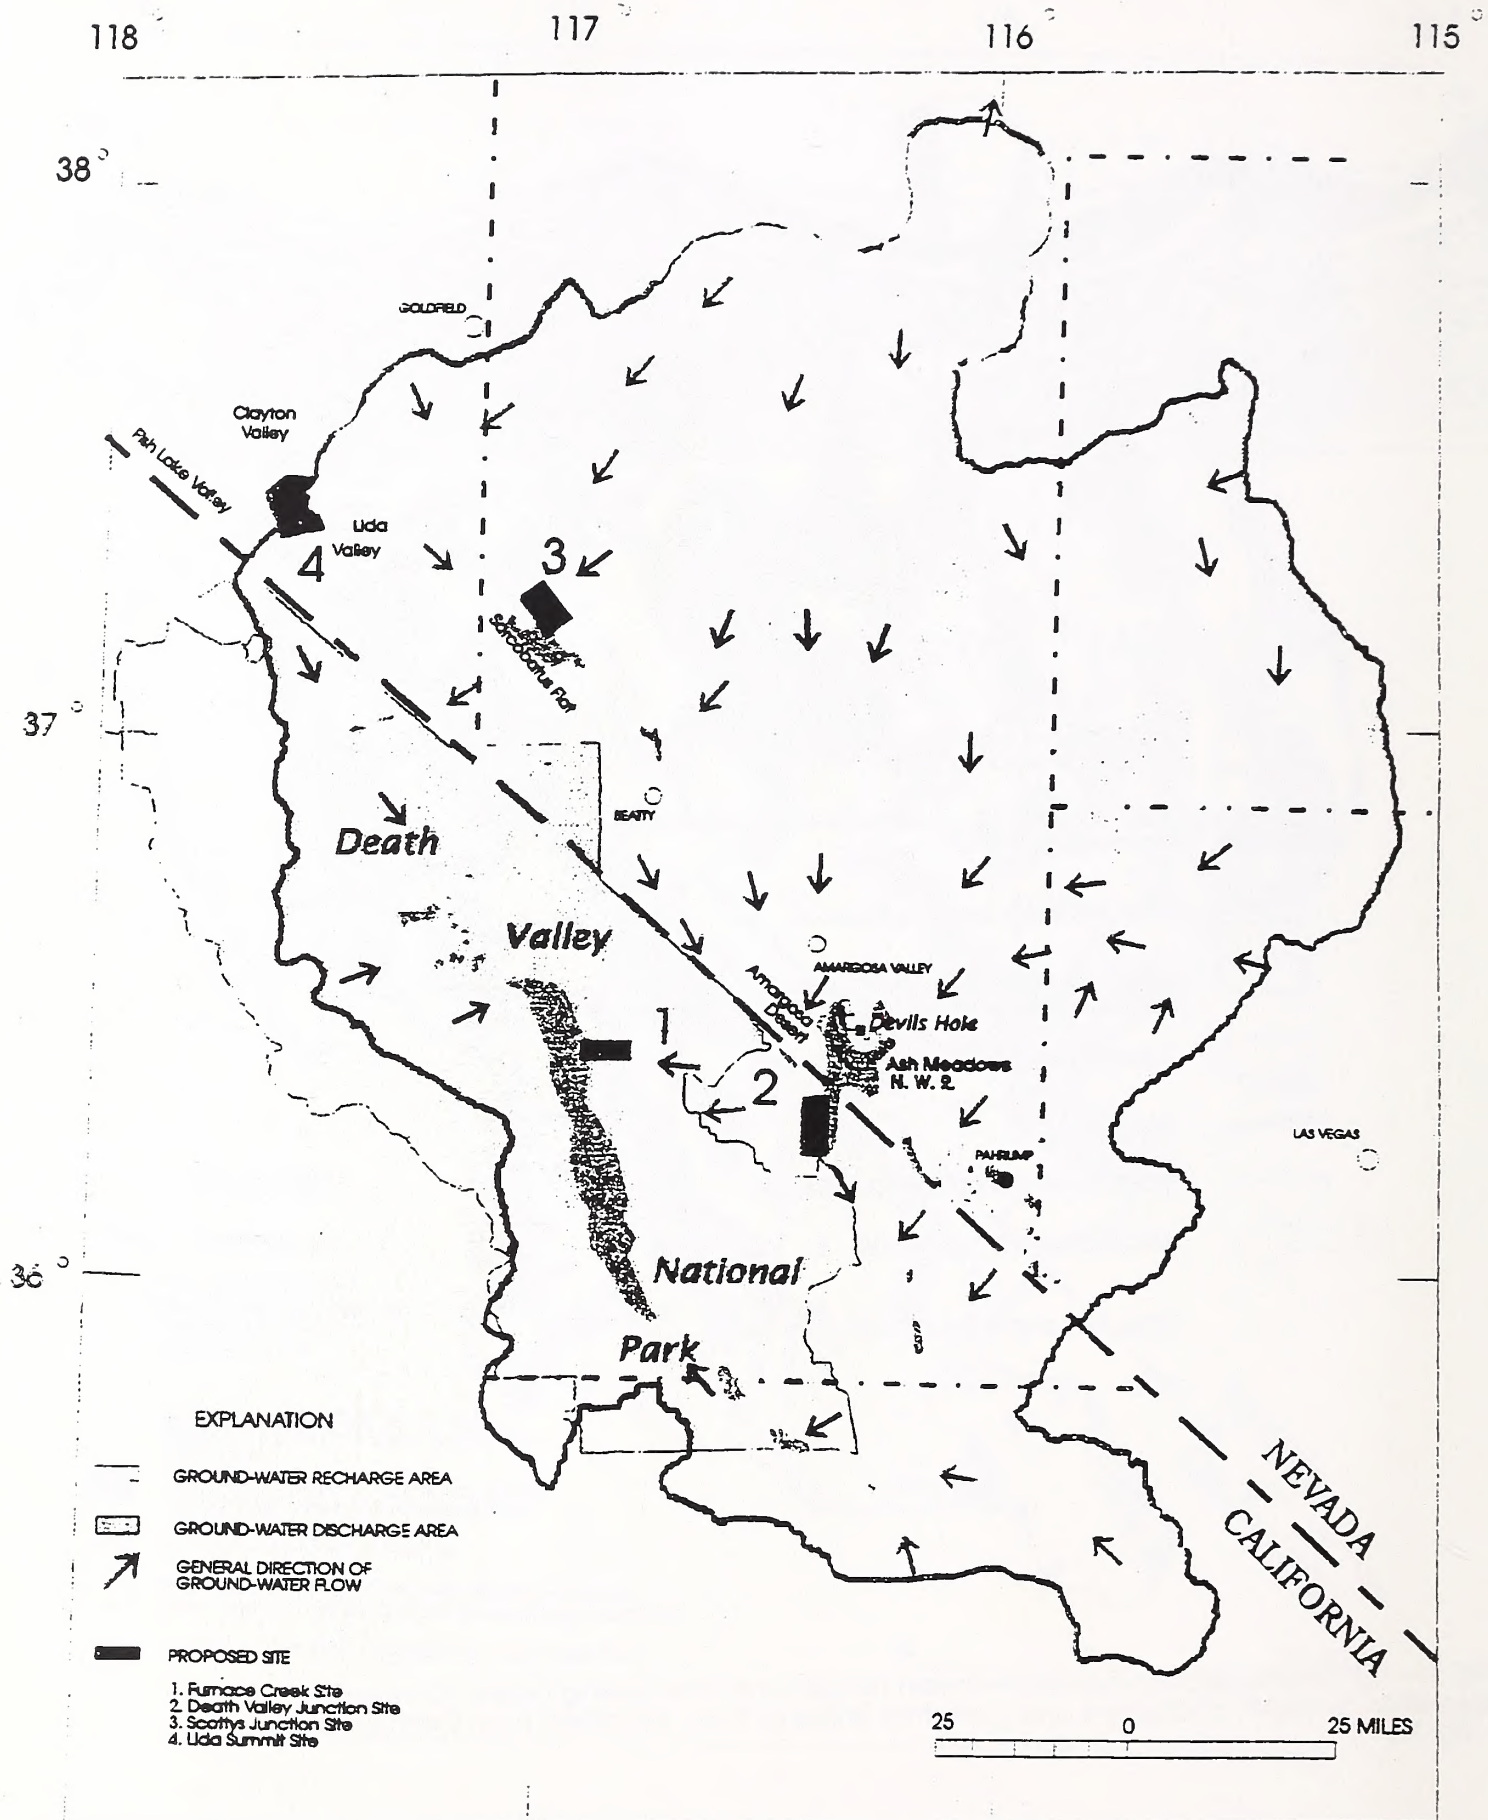 118°
117°
116°
115°
38°
GOLDFIELD
Clayton
Valley
Fish Lake Valley
Lida
Valley
4
3
Sarcobatus Flat
37°
BEATTY
Death
Valley
AMARGOSA VALLEY
Amargosa
Desert
1
Devils Hole
Ash Meadows
N. W. 2
2
LAS VEGAS
PAHRUMP
36°
National
Park
EXPLANATION
GROUND-WATER RECHARGE AREA
GROUND-WATER DISCHARGE AREA
GENERAL DIRECTION OF
GROUND-WATER FLOW
PROPOSED SITE
1. Furnace Creek Site
2. Death Valley Junction Site
3. Scottys Junction Site
4. Lida Summit Site
NEVADA
CALIFORNIA
25 0 25 MILES